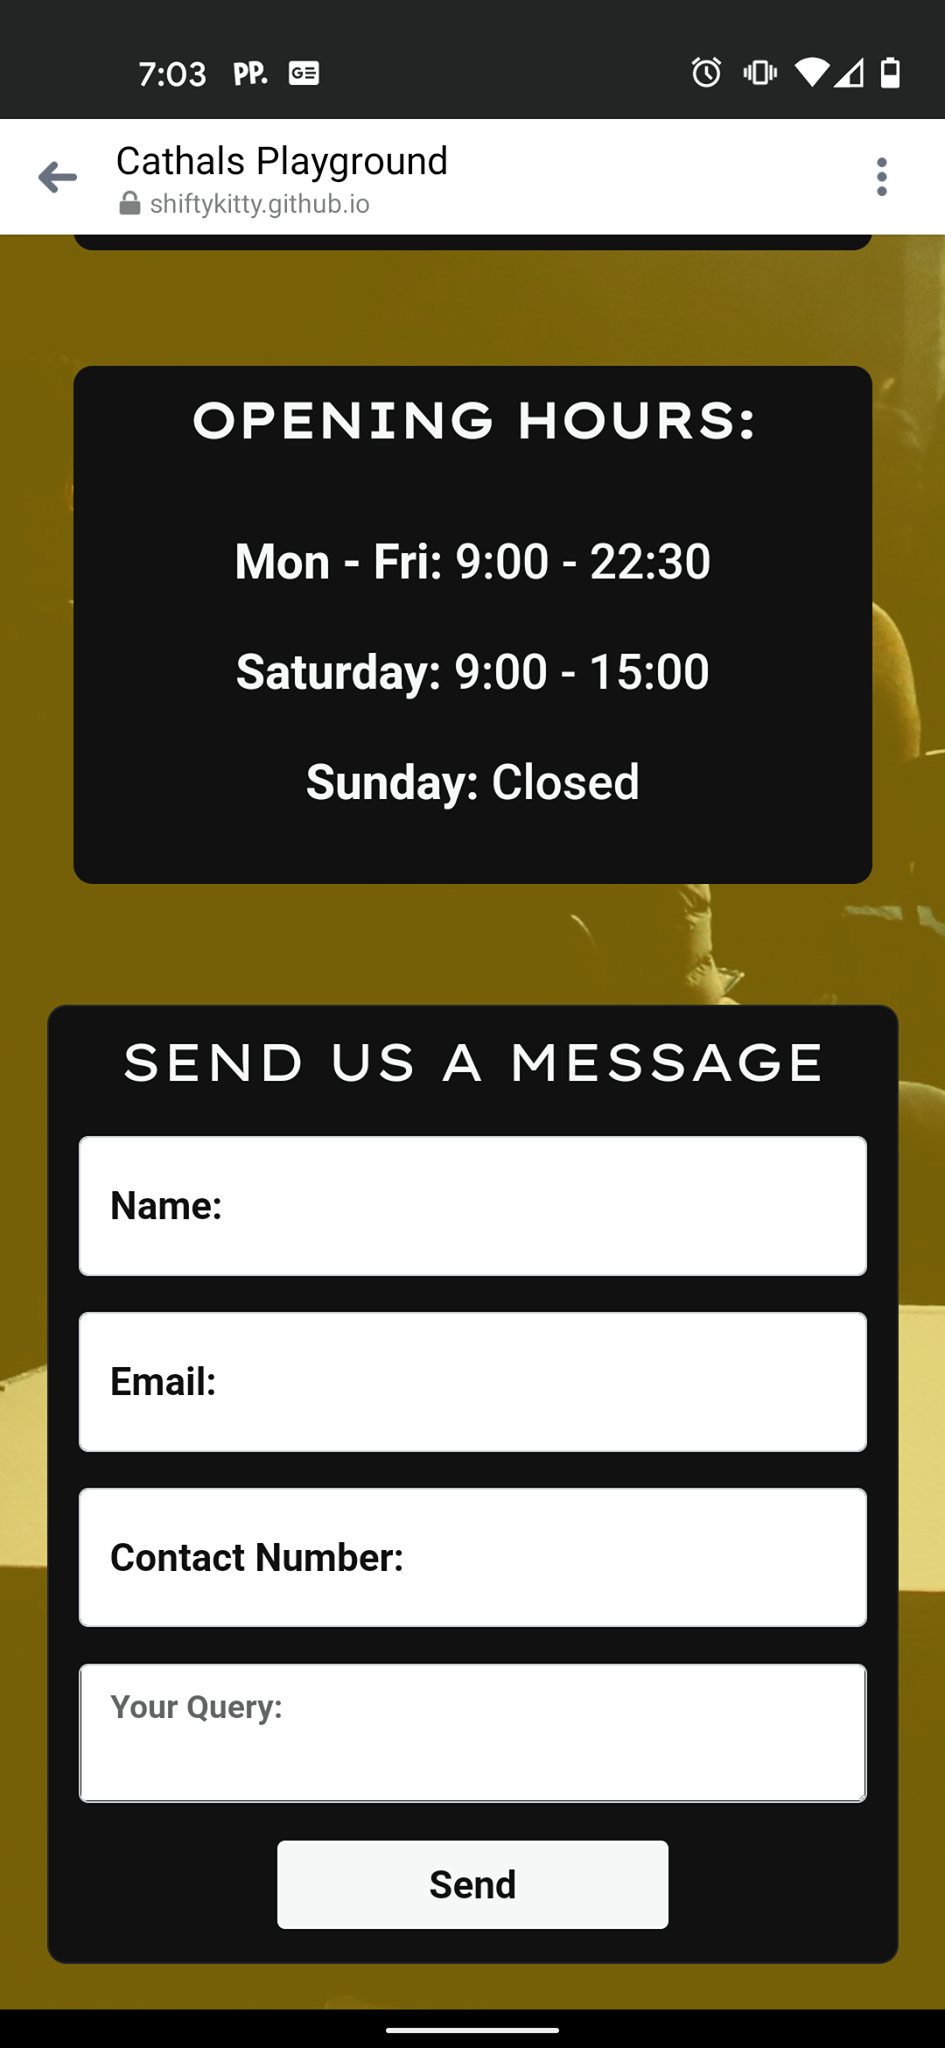 7:03 PP. GE
Cathals Playground
shiftykitty.github.io
OPENING HOURS:
Mon - Fri: 9:00 - 22:30
Saturday: 9:00 - 15:00
Sunday: Closed
SEND US A MESSAGE
Name:
Email:
Contact Number:
Your Query:
Send